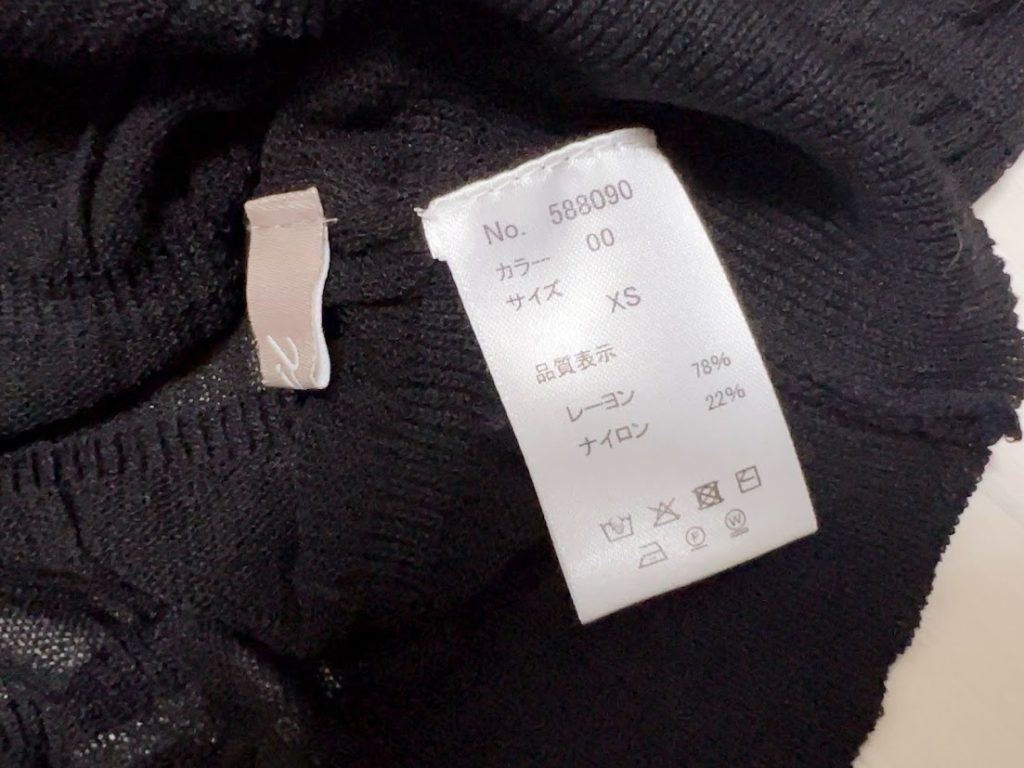 No. 588090
カラー 00
サイズ XS
品質表示
レーヨン 78%
ナイロン 22%
F W